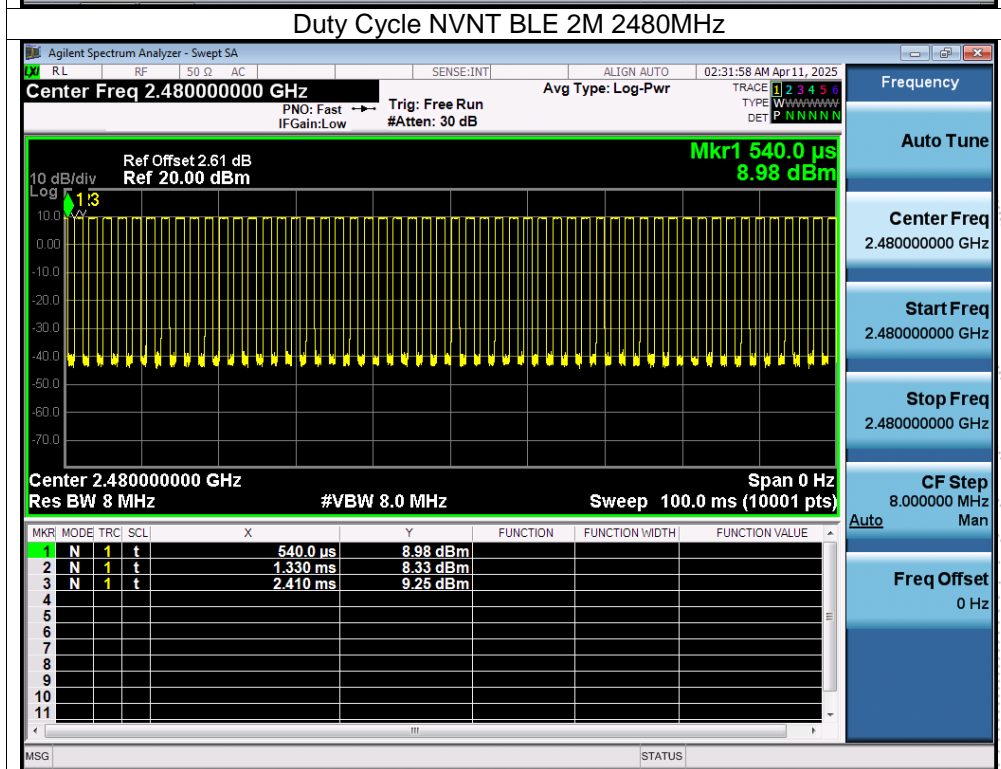 Duty Cycle NVNT BLE 2M 2480MHz
Agilent Spectrum Analyzer - Swept SA
LXI RL RF 50 Ω AC SENSE:INT ALIGN AUTO 02:31:58 AM Apr 11, 2025
Center Freq 2.480000000 GHz
PNO: Fast
IFGain:Low
Trig: Free Run
#Atten: 30 dB
Avg Type: Log-Pwr
TRACE 1 2 3 4 5 6
TYPE WWWWWW
DET P N N N N N
Frequency
Auto Tune
Center Freq
2.480000000 GHz
Start Freq
2.480000000 GHz
Stop Freq
2.480000000 GHz
CF Step
8.000000 MHz
Auto Man
Freq Offset
0 Hz
Mkr1 540.0 µs
8.98 dBm
Ref Offset 2.61 dB
10 dB/div Ref 20.00 dBm
Log
1 2 3
10.0
0.00
-10.0
-20.0
-30.0
-40.0
-50.0
-60.0
-70.0
Center 2.480000000 GHz Span 0 Hz
Res BW 8 MHz #VBW 8.0 MHz Sweep 100.0 ms (10001 pts)
MKR MODE TRC SCL X Y FUNCTION FUNCTION WIDTH FUNCTION VALUE
1 N 1 t 540.0 µs 8.98 dBm
2 N 1 t 1.330 ms 8.33 dBm
3 N 1 t 2.410 ms 9.25 dBm
4
5
6
7
8
9
10
11
MSG STATUS